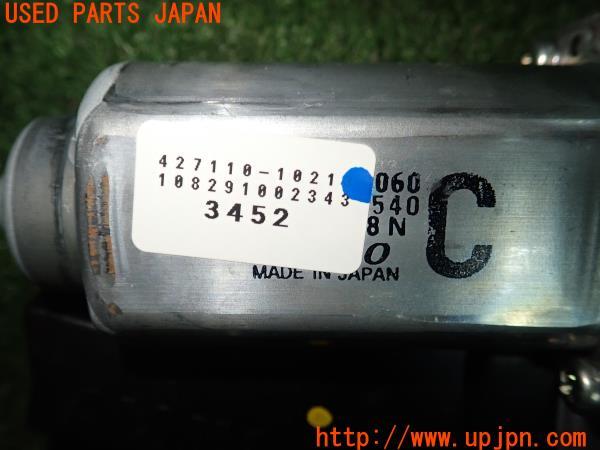 USED PARTS JAPAN
427110-1021
060
108291002343
540
3452
8N
MADE IN JAPAN
C
http://www.upjpn.com